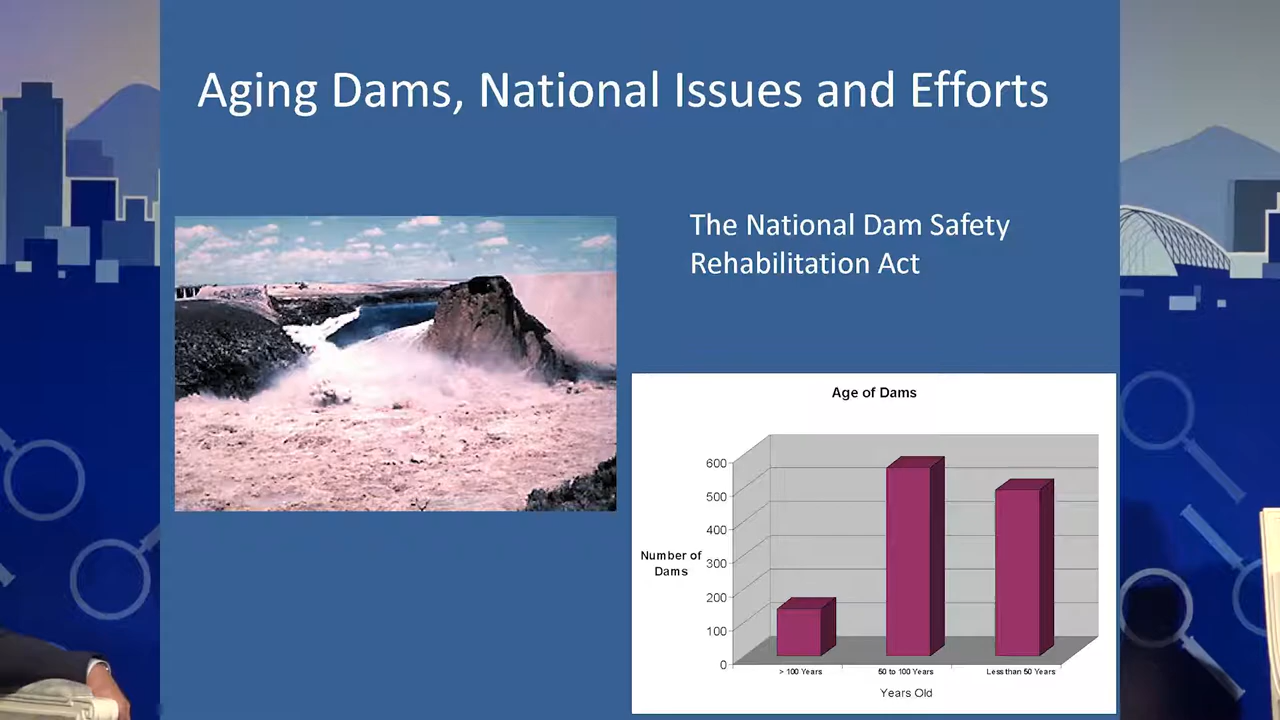 Aging Dams, National Issues and Efforts
The National Dam Safety
Rehabilitation Act
Age of Dams
600
500
400
300
200
100
0
Number of
Dams
> 100 Years
50 to 100 Years
Less than 50 Years
Years Old